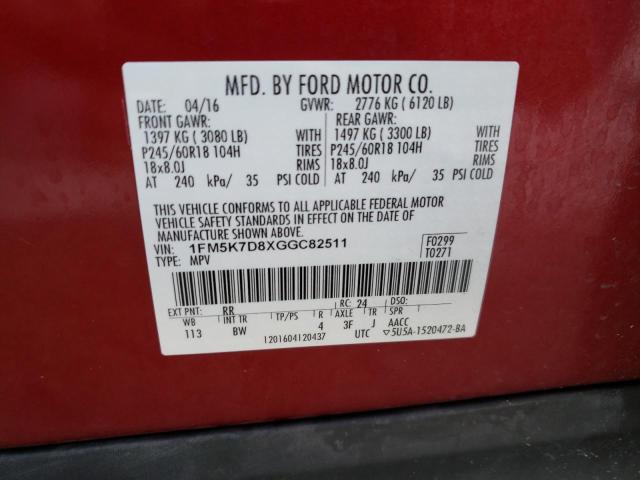 MFD. BY FORD MOTOR CO.
DATE: 04/16 GVWR: 2776 KG ( 6120 LB)
FRONT GAWR: REAR GAWR:
1397 KG ( 3080 LB) WITH 1497 KG ( 3300 LB) WITH
P245/60R18 104H TIRES P245/60R18 104H TIRES
18x8.0J RIMS 18x8.0J RIMS
AT 240 kPa/ 35 PSI COLD AT 240 kPa/ 35 PSI COLD
THIS VEHICLE CONFORMS TO ALL APPLICABLE FEDERAL MOTOR
VEHICLE SAFETY STANDARDS IN EFFECT ON THE DATE OF
MANUFACTURE SHOWN ABOVE.
VIN: 1FM5K7D8XGGC82511 F0299
TYPE: MPV T0271
EXT PNT: RR RC: 24 DSO:
WB INT TR TP/PS R AXLE TR SPR
113 BW 4 3F J AACC
1201604120437 UTC ▽5U5A-1520472-BA